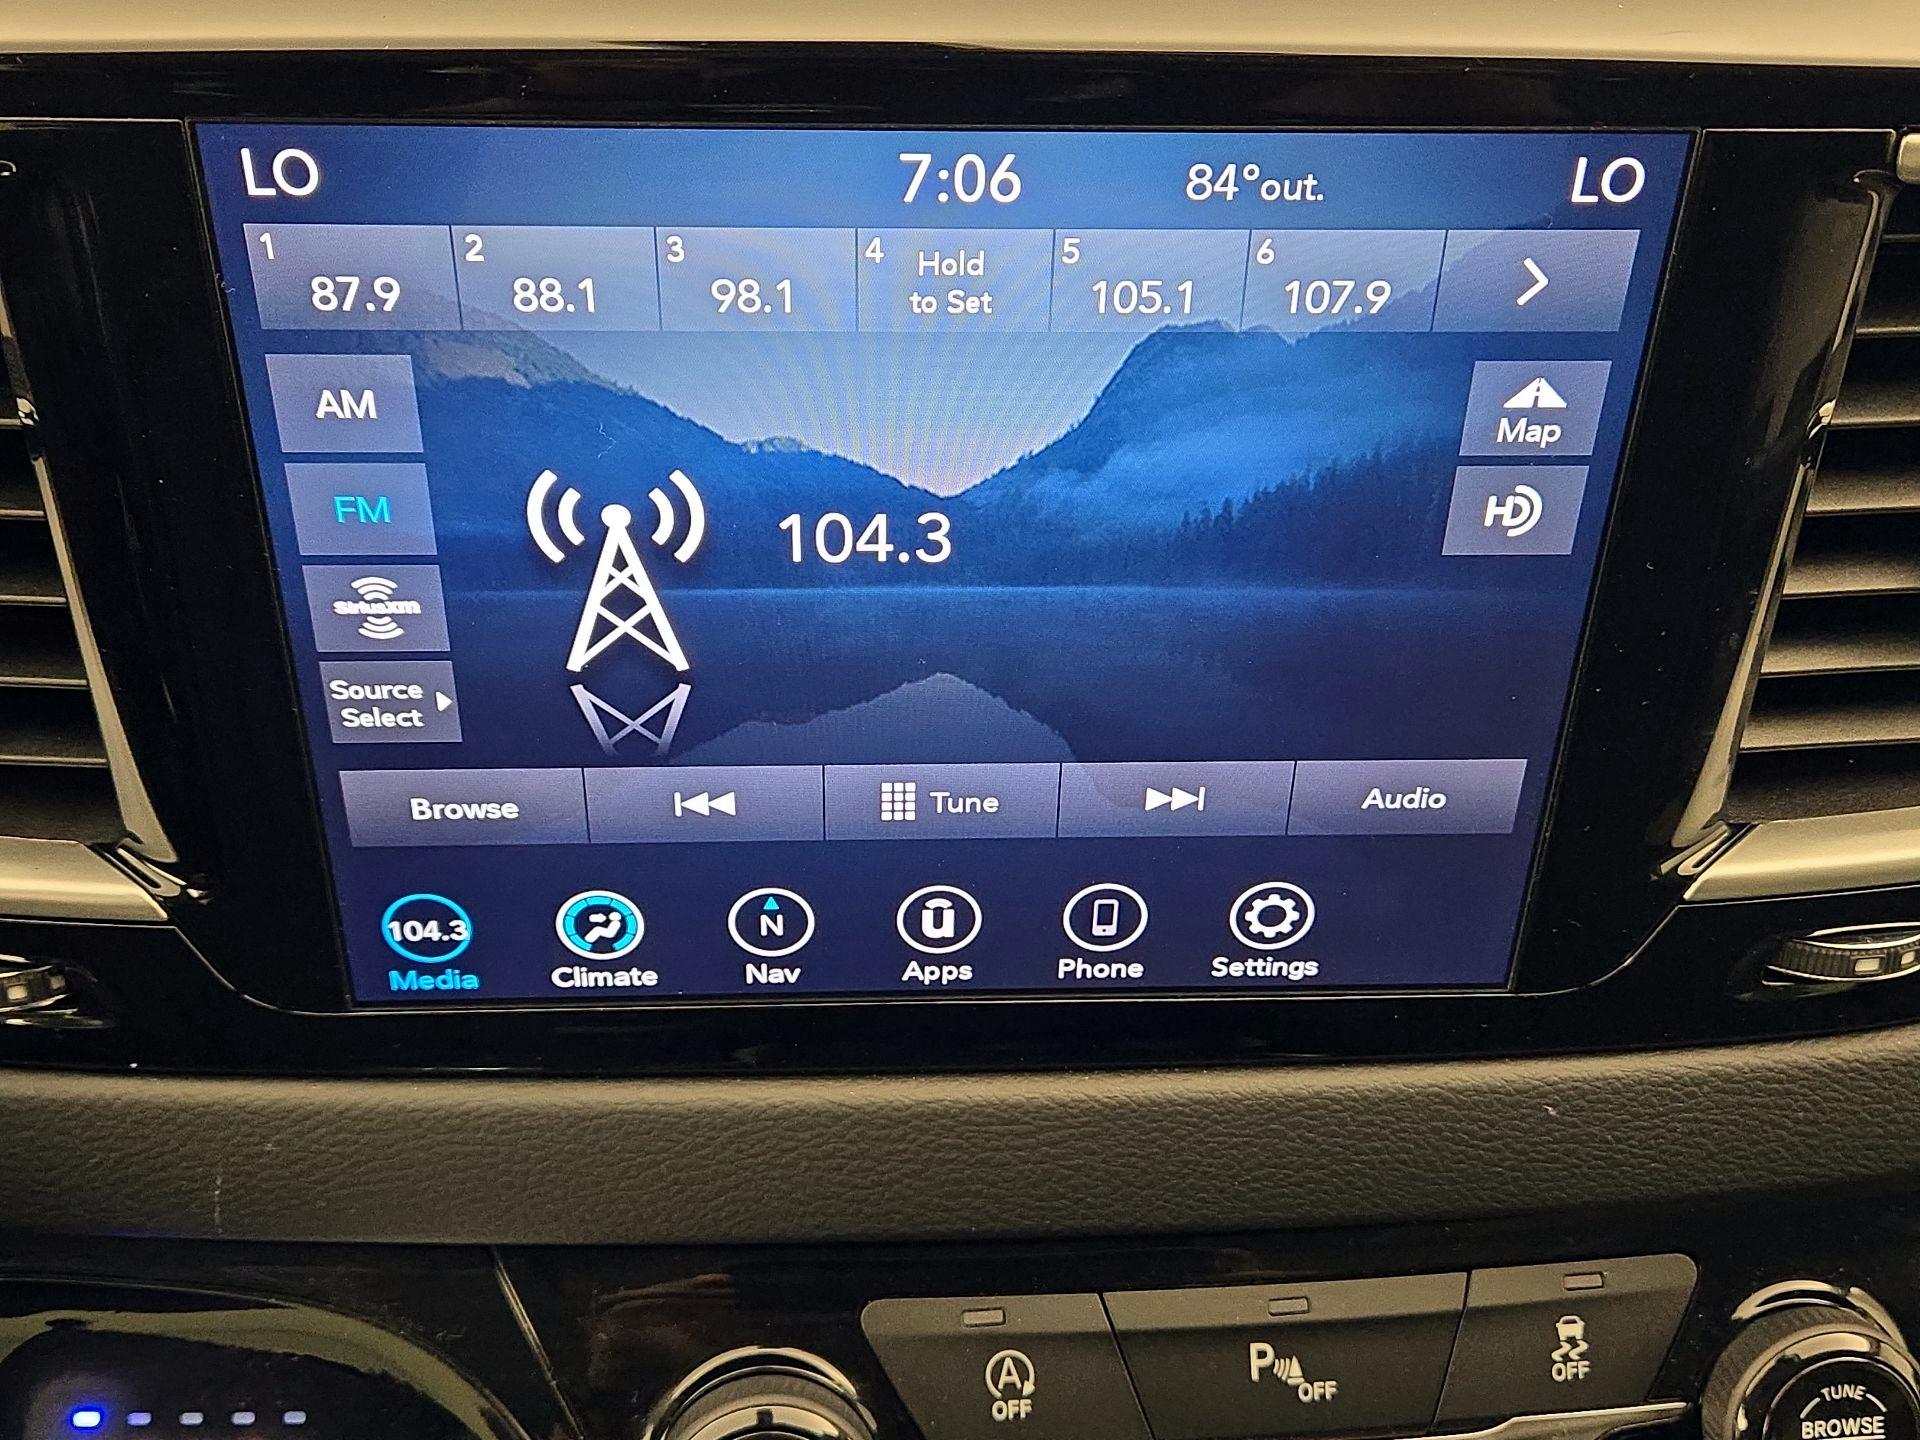 LO 7:06 84°out. LO
1 87.9 2 88.1 3 98.1 4 Hold to Set 5 105.1 6 107.9
AM
Map
FM
HD
104.3
siriusxm
Source
Select
Browse Tune Audio
104.3 N u
Media Climate Nav Apps Phone Settings
A OFF
P OFF
OFF
TUNE
BROWSE